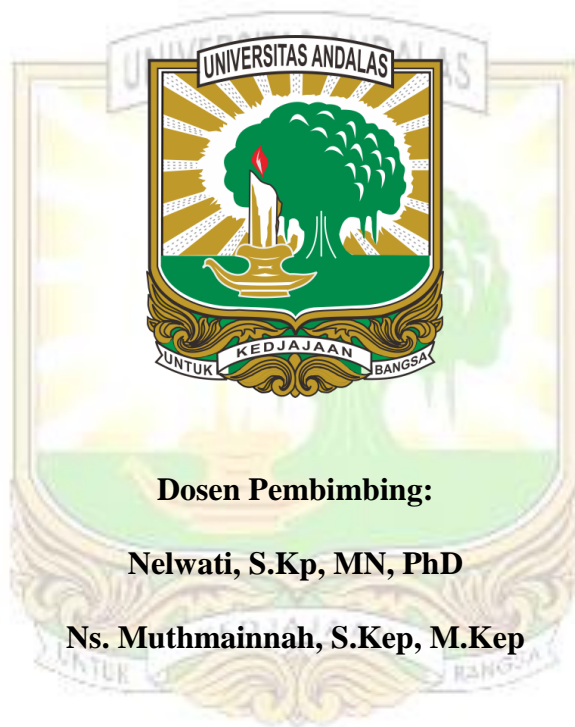 UNIVERSITAS ANDALAS
UNTUK KEDJAJAAN BANGSA
Dosen Pembimbing:
Nelwati, S.Kp, MN, PhD
Ns. Muthmainnah, S.Kep, M.Kep